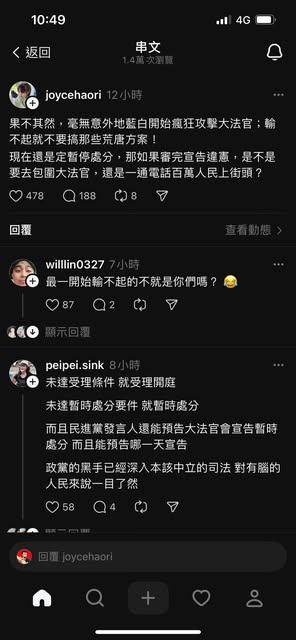 10:49
4G
返回
串文
1.4萬 次瀏覽
joycehaori 12小時
果不其然，毫無意外地藍白開始瘋狂攻擊大法官；輸
不起就不要搞那些荒唐方案！
現在還是定暫停處分，那如果審完宣告違憲，是不是
要去包圍大法官，還是一通電話百萬人民上街頭？
478 188 8
回覆
查看動態
willlin0327 7小時
最一開始輸不起的不就是你們嗎？😂
87 2
顯示回覆
peipei.sink 8小時
未達受理條件 就受理開庭
未達暫時處分要件 就暫時處分
而且民進黨發言人還能預告大法官會宣告暫時
處分 而且能預告哪一天宣告
政黨的黑手已經深入本該中立的司法 對有腦的
人民來說一目了然
58 4
顯示回覆
回覆 joycehaori